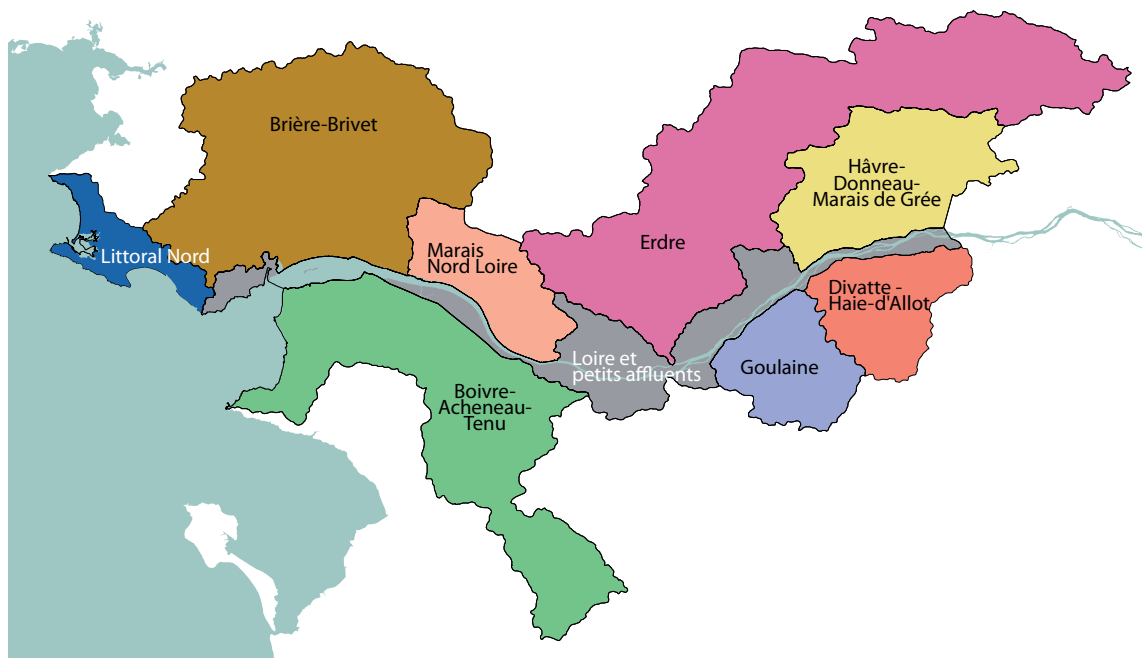 Brière-Brivet
Hâvre-
Donneau-
Marais de Grée
Littoral Nord
Marais
Nord Loire
Erdre
Divatte -
Haie-d'Allot
Loire et
petits affluents
Goulaine
Boivre-
Acheneau-
Tenu